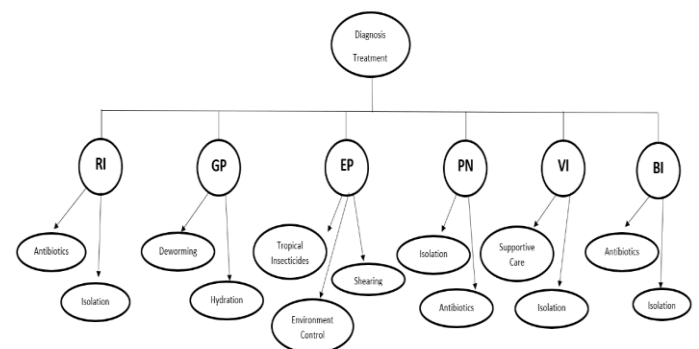 Diagnosis
Treatment
RI
GP
EP
PN
VI
BI
Antibiotics
Isolation
Deworming
Hydration
Tropical
Insecticides
Environment
Control
Shearing
Isolation
Antibiotics
Supportive
Care
Isolation
Antibiotics
Isolation